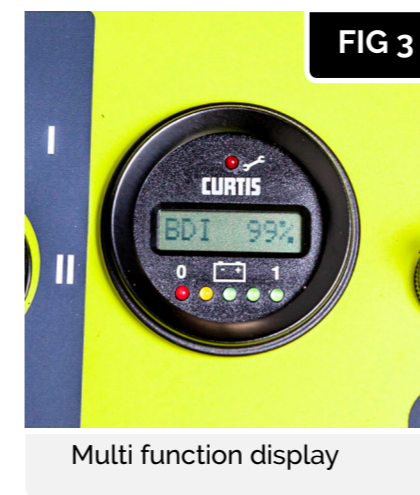 FIG 3
I
CURTIS
BDI 99%
II
0 1
Multi function display